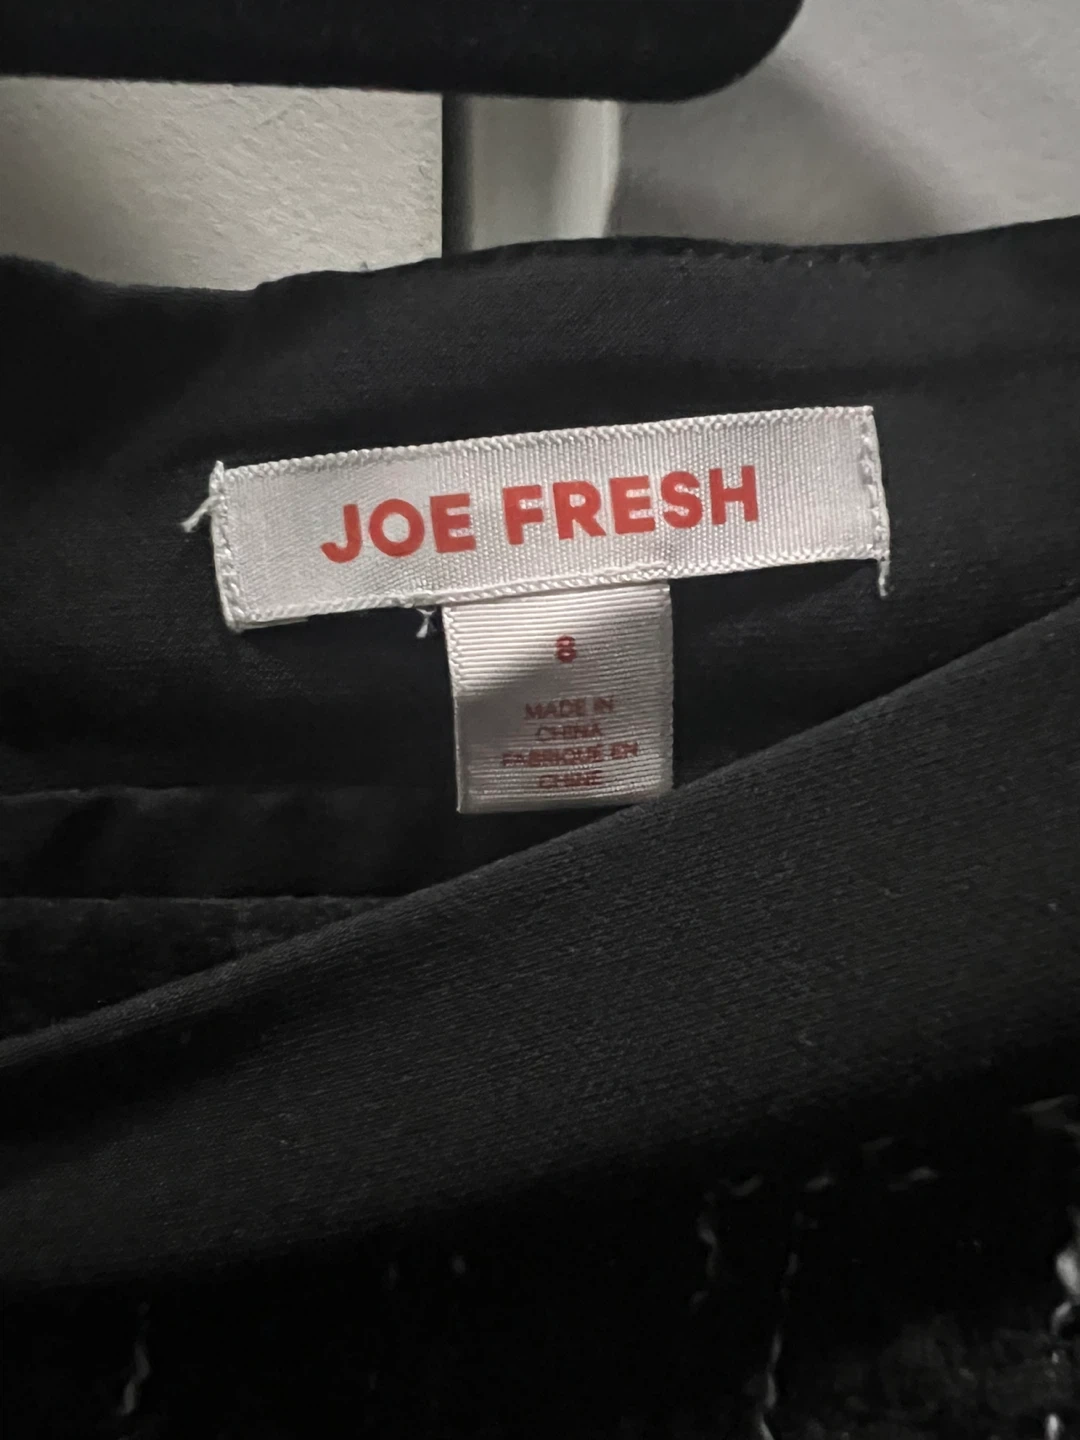 JOE FRESH
8
MADE IN
CHINA
FABRIQUÉ EN
CHINE